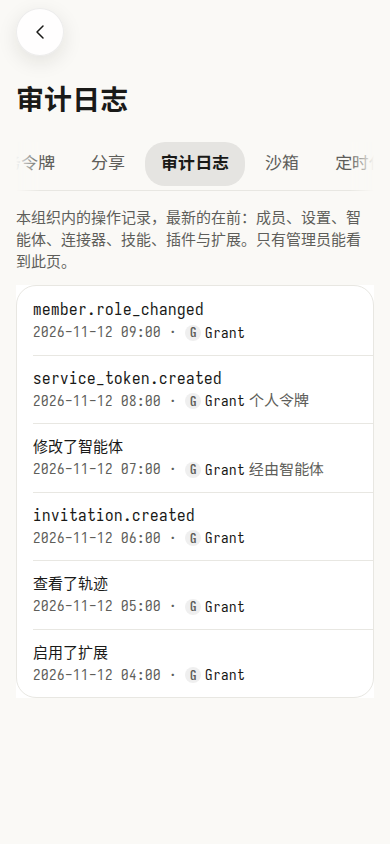 审计日志
令牌 分享 审计日志 沙箱 定时
本组织内的操作记录，最新的在前：成员、设置、智
能体、连接器、技能、插件与扩展。只有管理员能看
到此页。
member.role_changed
2026-11-12 09:00 · G Grant
service_token.created
2026-11-12 08:00 · G Grant 个人令牌
修改了智能体
2026-11-12 07:00 · G Grant 经由智能体
invitation.created
2026-11-12 06:00 · G Grant
查看了轨迹
2026-11-12 05:00 · G Grant
启用了扩展
2026-11-12 04:00 · G Grant